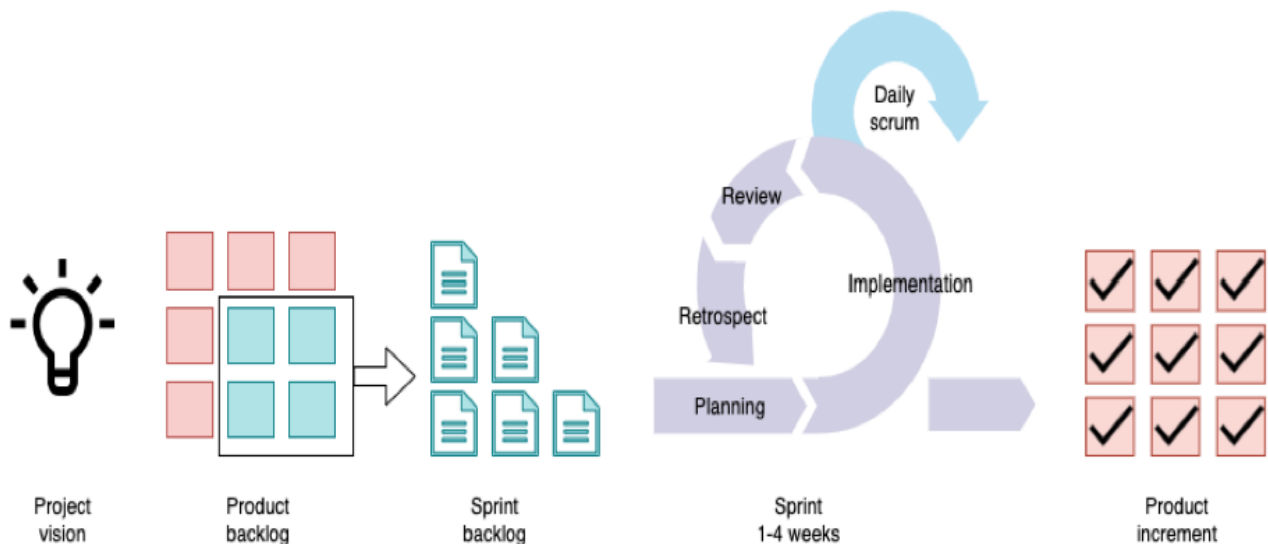 Daily
scrum
Review
Implementation
Retrospect
Planning
Project
vision
Product
backlog
Sprint
backlog
Sprint
1-4 weeks
Product
increment